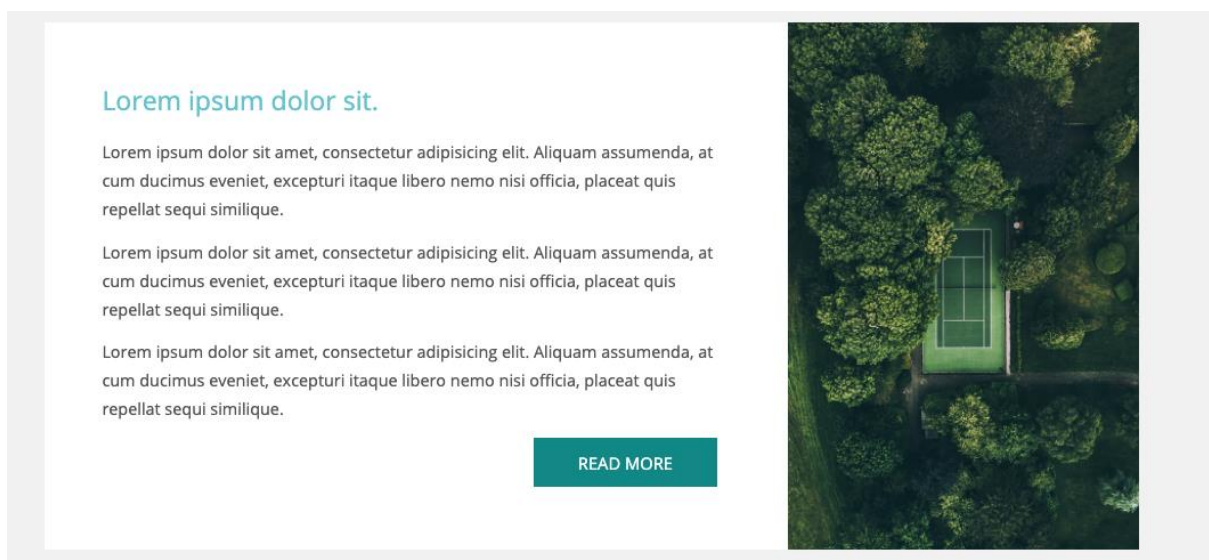 Lorem ipsum dolor sit.
Lorem ipsum dolor sit amet, consectetur adipisicing elit. Aliquam assumenda, at
cum ducimus eveniet, excepturi itaque libero nemo nisi officia, placeat quis
repellat sequi similique.
Lorem ipsum dolor sit amet, consectetur adipisicing elit. Aliquam assumenda, at
cum ducimus eveniet, excepturi itaque libero nemo nisi officia, placeat quis
repellat sequi similique.
Lorem ipsum dolor sit amet, consectetur adipisicing elit. Aliquam assumenda, at
cum ducimus eveniet, excepturi itaque libero nemo nisi officia, placeat quis
repellat sequi similique.
READ MORE